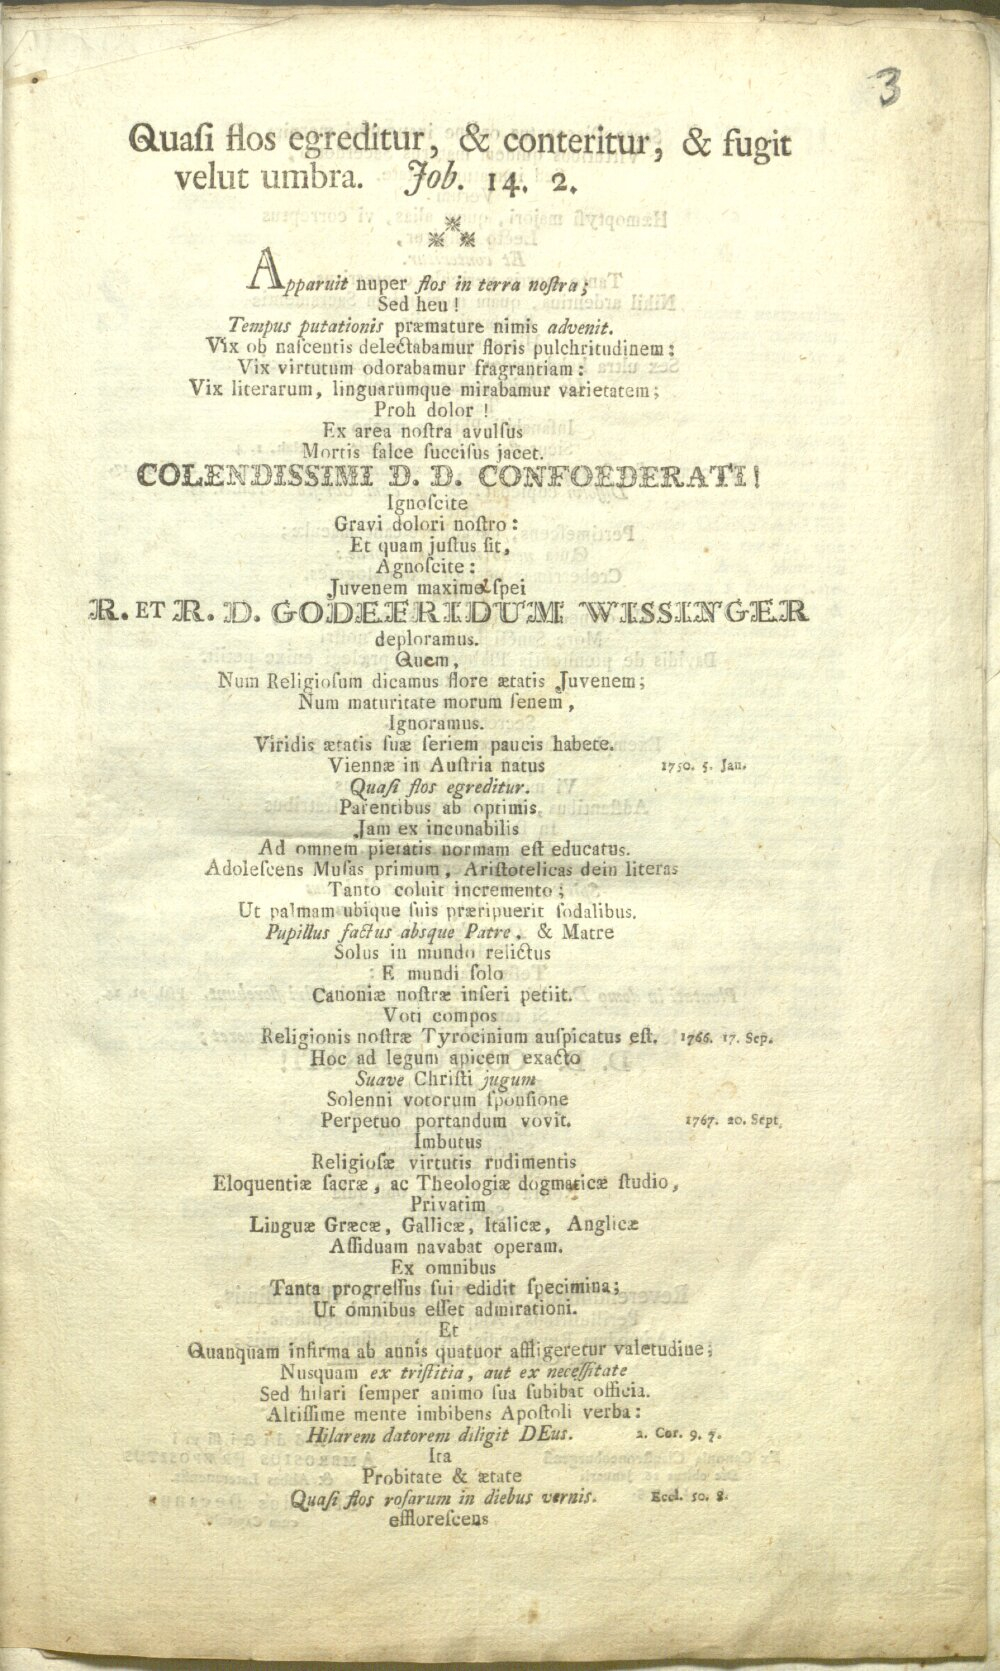 3
Quaſi flos egreditur, & conteritur, & fugit
velut umbra. Job. 14. 2.
Apparuit nuper flos in terra noſtra;
Sed heu!
Tempus putationis præmature nimis advenit.
Vix ob naſcentis delectabamur floris pulchritudinem:
Vix virtutum odorabamur fragrantiam:
Vix literarum, linguarumque mirabamur varietatem;
Proh dolor!
Ex area noſtra avulſus
Mortis falce ſucciſus jacet.
COLENDISSIMI D. D. CONFOEDERATI!
Ignoſcite
Gravi dolori noſtro:
Et quam juſtus ſit,
Agnoſcite:
Juvenem maximæ ſpei
R. ET R. D. GODEFRIDUM WISSINGER
deploramus.
Quem,
Num Religioſum dicamus flore ætatis Juvenem;
Num maturitate morum ſenem,
Ignoramus.
Viridis ætatis ſuæ ſeriem paucis habete.
Viennæ in Auſtria natus 1750. 5. Jan.
Quaſi flos egreditur.
Parentibus ab optimis
Jam ex incunabilis
Ad omnem pietatis normam eſt educatus.
Adoleſcens Muſas primum, Ariſtotelicas dein literas
Tanto coluit incremento;
Ut palmam ubique ſuis præripuerit ſodalibus.
Pupillus factus absque Patre, & Matre
Solus in mundo relictus
E mundi ſolo
Canoniæ noſtræ inſeri petiit.
Voti compos
Religionis noſtræ Tyrocinium auſpicatus eſt. 1766. 17. Sep.
Hoc ad legum apicem exacto
Suave Chriſti jugum
Solenni votorum ſponſione
Perpetuo portandum vovit. 1767. 20. Sept.
Imbutus
Religioſæ virtutis rudimentis
Eloquentiæ ſacræ, ac Theologiæ dogmaticæ ſtudio,
Privatim
Linguæ Græcæ, Gallicæ, Italicæ, Anglicæ
Aſſiduam navabat operam.
Ex omnibus
Tanta progreſſus ſui edidit ſpecimina;
Ut omnibus eſſet admirationi.
Et
Quanquam infirma ab annis quatuor affligeretur valetudine;
Nusquam ex triſtitia, aut ex neceſſitate
Sed hilari ſemper animo ſua ſubibat officia.
Altiſſime mente imbibens Apoſtoli verba:
Hilarem datorem diligit DEus. 2. Cor. 9. 7.
Ita
Probitate & ætate
Quaſi flos roſarum in diebus vernis. Eccl. 50. 8.
effloreſcens